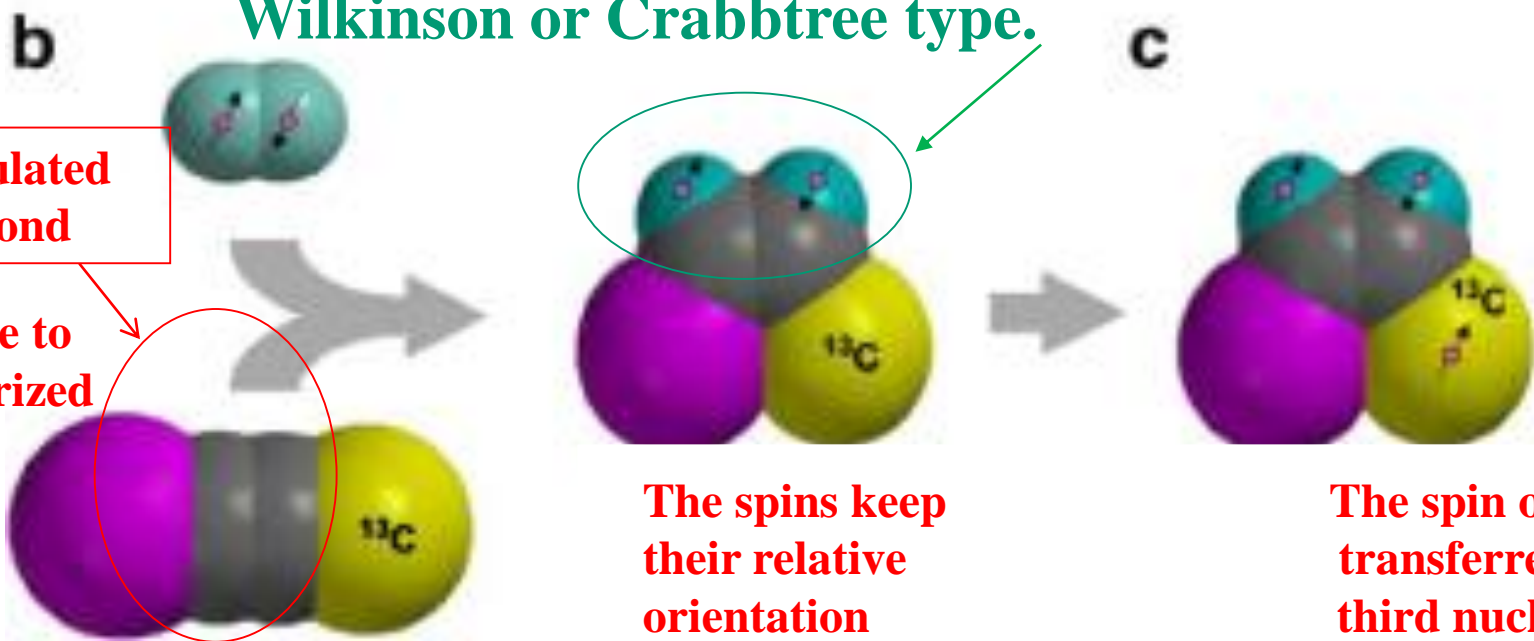 Wilkinson or Crabbtree type.
b
c
ulated
ond
e to
rized
13C
13C
13C
The spins keep
their relative
orientation
The spin o
transferre
third nucl